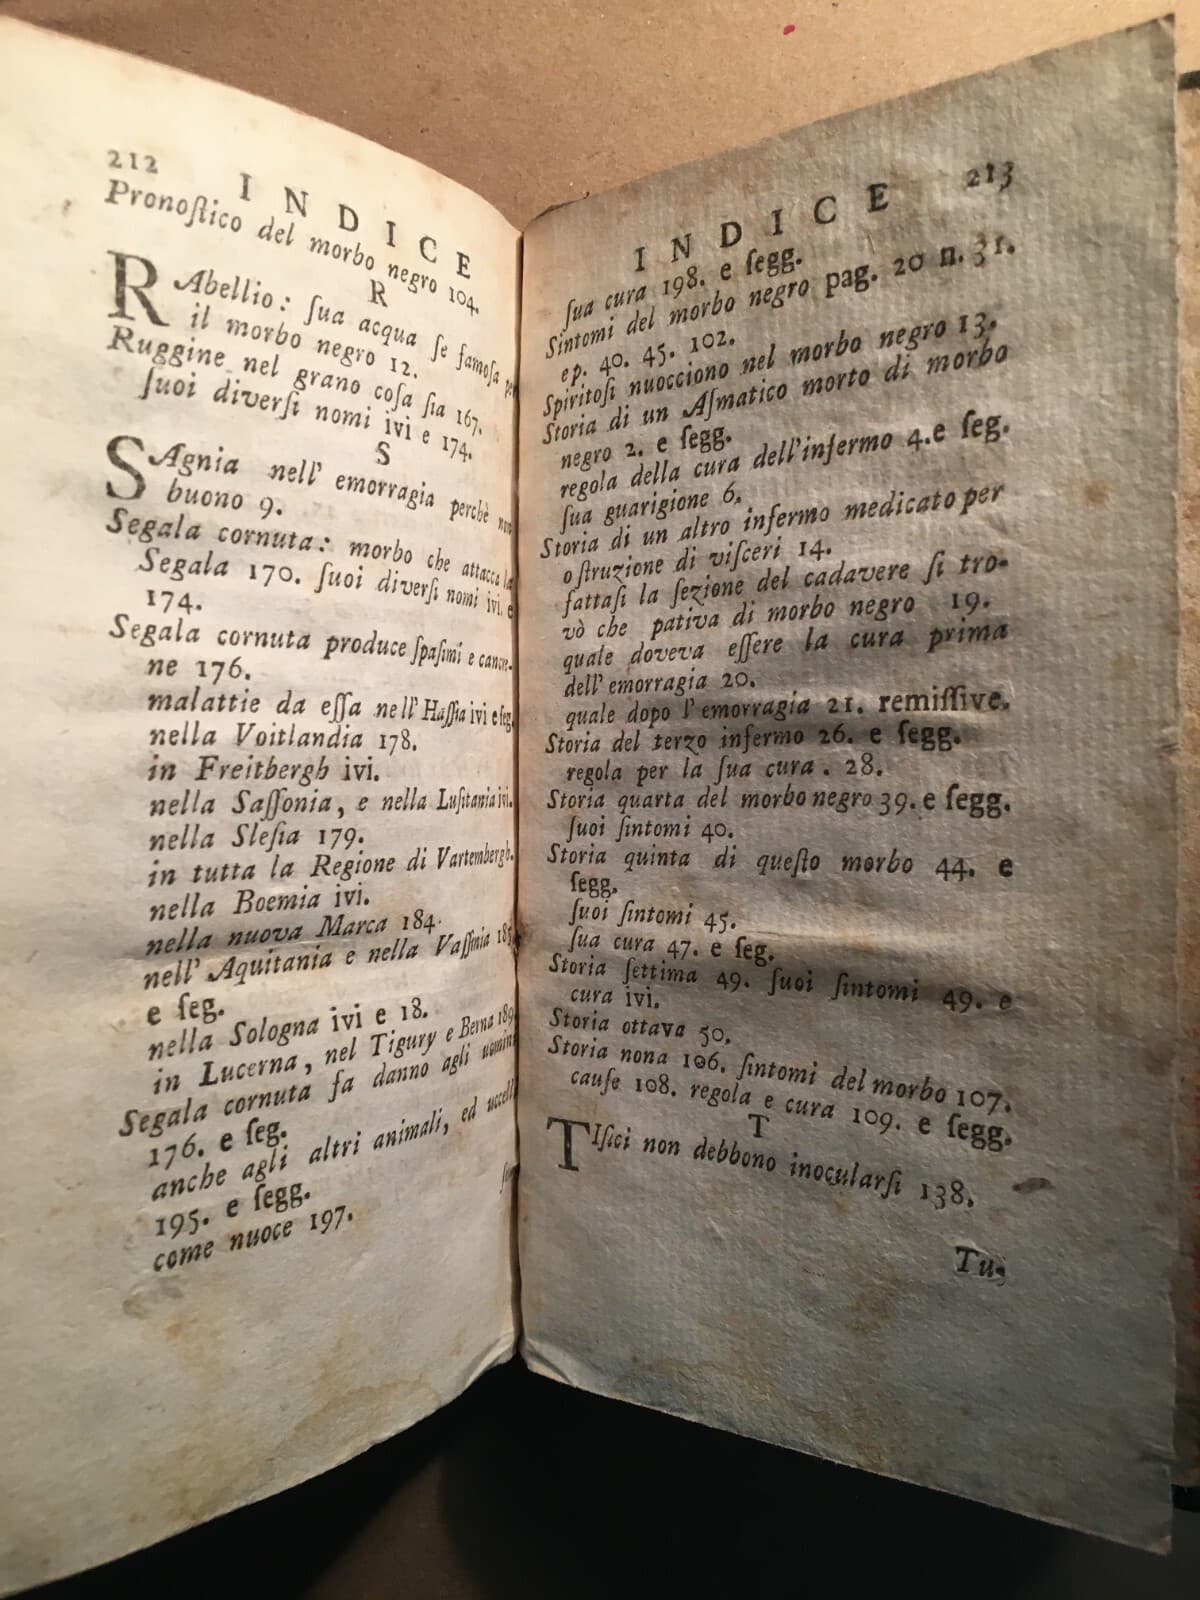 212
INDICE
Pronoſtico del morbo negro 104.
R
RAbellio: ſua acqua ſe famoſa per
il morbo negro 12.
Ruggine nel grano coſa ſia 167.
ſuoi diverſi nomi ivi e 174.
S
SAgnia nell' emorragia perchè non
buono 9.
Segala cornuta: morbo che attacca la
Segala 170. ſuoi diverſi nomi ivi. e
174.
Segala cornuta produce ſpaſimi e cancre-
ne 176.
malattie da eſſa nell' Haſſia ivi e ſeg.
nella Voitlandia 178.
in Freitbergh ivi.
nella Saſſonia, e nella Luſitania ivi.
nella Sleſia 179.
in tutta la Regione di Vartembergh.
nella Boemia ivi.
nella nuova Marca 184.
nell' Aquitania e nella Vaſſnia 185
e ſeg.
nella Sologna ivi e 18.
in Lucerna, nel Tigury e Berna 189
Segala cornuta fa danno agli uomini
176. e ſeg.
anche agli altri animali, ed uccelli
195. e ſegg.
come nuoce 197.
213
INDICE
ſua cura 198. e ſegg.
Sintomi del morbo negro pag. 20 n. 31.
e p. 40. 45. 102.
Spiritoſi nuocciono nel morbo negro 13.
Storia di un Aſmatico morto di morbo
negro 2. e ſegg.
regola della cura dell'infermo 4.e ſeg.
ſua guarigione 6.
Storia di un altro infermo medicato per
oſtruzione di viſceri 14.
fattaſi la ſezione del cadavere ſi tro-
vò che pativa di morbo negro 19.
quale doveva eſſere la cura prima
dell' emorragia 20.
quale dopo l'emorragia 21. remiſſive.
Storia del terzo infermo 26. e ſegg.
regola per la ſua cura. 28.
Storia quarta del morbo negro 39. e ſegg.
ſuoi ſintomi 40.
Storia quinta di queſto morbo 44. e
ſegg.
ſuoi ſintomi 45.
ſua cura 47. e ſeg.
Storia ſettima 49. ſuoi ſintomi 49. e
cura ivi.
Storia ottava 50.
Storia nona 106. ſintomi del morbo 107.
cauſe 108. regola e cura 109. e ſegg.
T
TIſici non debbono inocularſi 138.
Tu-